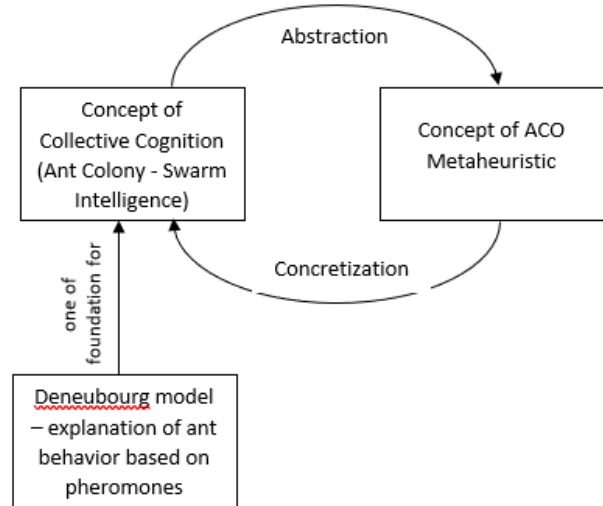 Abstraction
Concept of
Collective Cognition
(Ant Colony - Swarm
Intelligence)
Concept of ACO
Metaheuristic
Concretization
one of
foundation for
Deneubourg model
– explanation of ant
behavior based on
pheromones